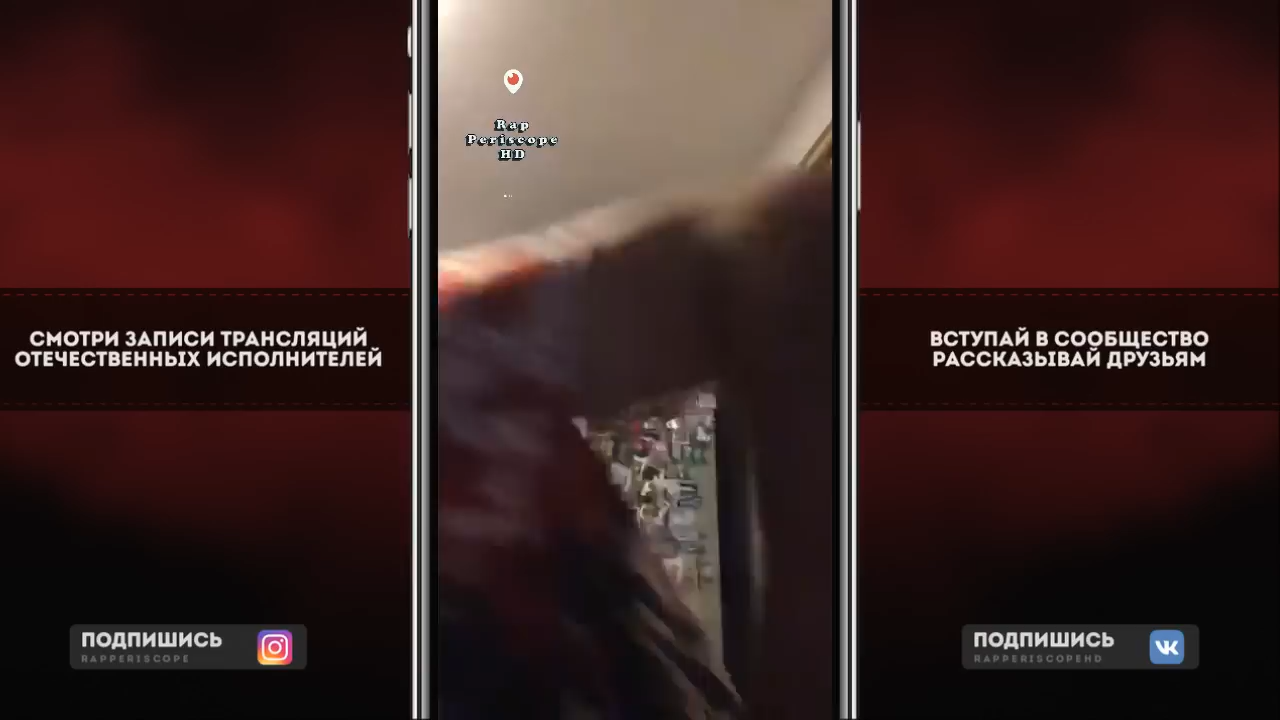 Rap
Periscope
HD
СМОТРИ ЗАПИСИ ТРАНСЛЯЦИЙ
ОТЕЧЕСТВЕННЫХ ИСПОЛНИТЕЛЕЙ
ВСТУПАЙ В СООБЩЕСТВО
РАССКАЗЫВАЙ ДРУЗЬЯМ
ПОДПИШИСЬ
RAPPERISCOPE
ПОДПИШИСЬ
RAPPERISCOPEHD